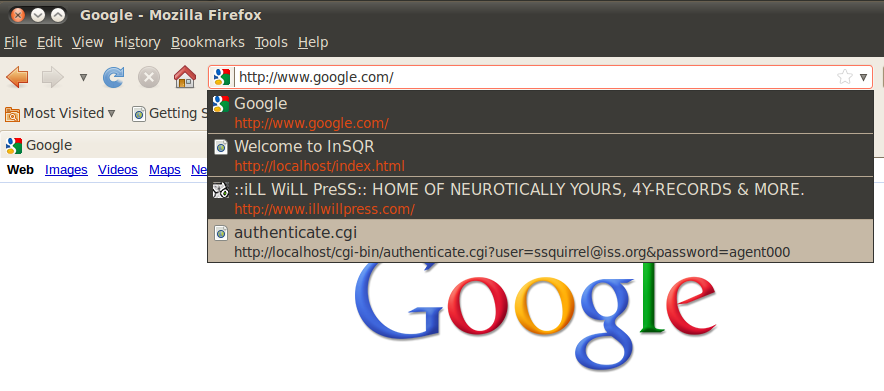 Google - Mozilla Firefox
File Edit View History Bookmarks Tools Help
http://www.google.com/
Most Visited Getting S
Google
http://www.google.com/
Welcome to InSQR
http://localhost/index.html
::iLL WiLL PreSS:: HOME OF NEUROTICALLY YOURS, 4Y-RECORDS & MORE.
http://www.illwillpress.com/
authenticate.cgi
http://localhost/cgi-bin/authenticate.cgi?user=ssquirrel@iss.org&password=agent000
Google
Web Images Videos Maps Ne
Google